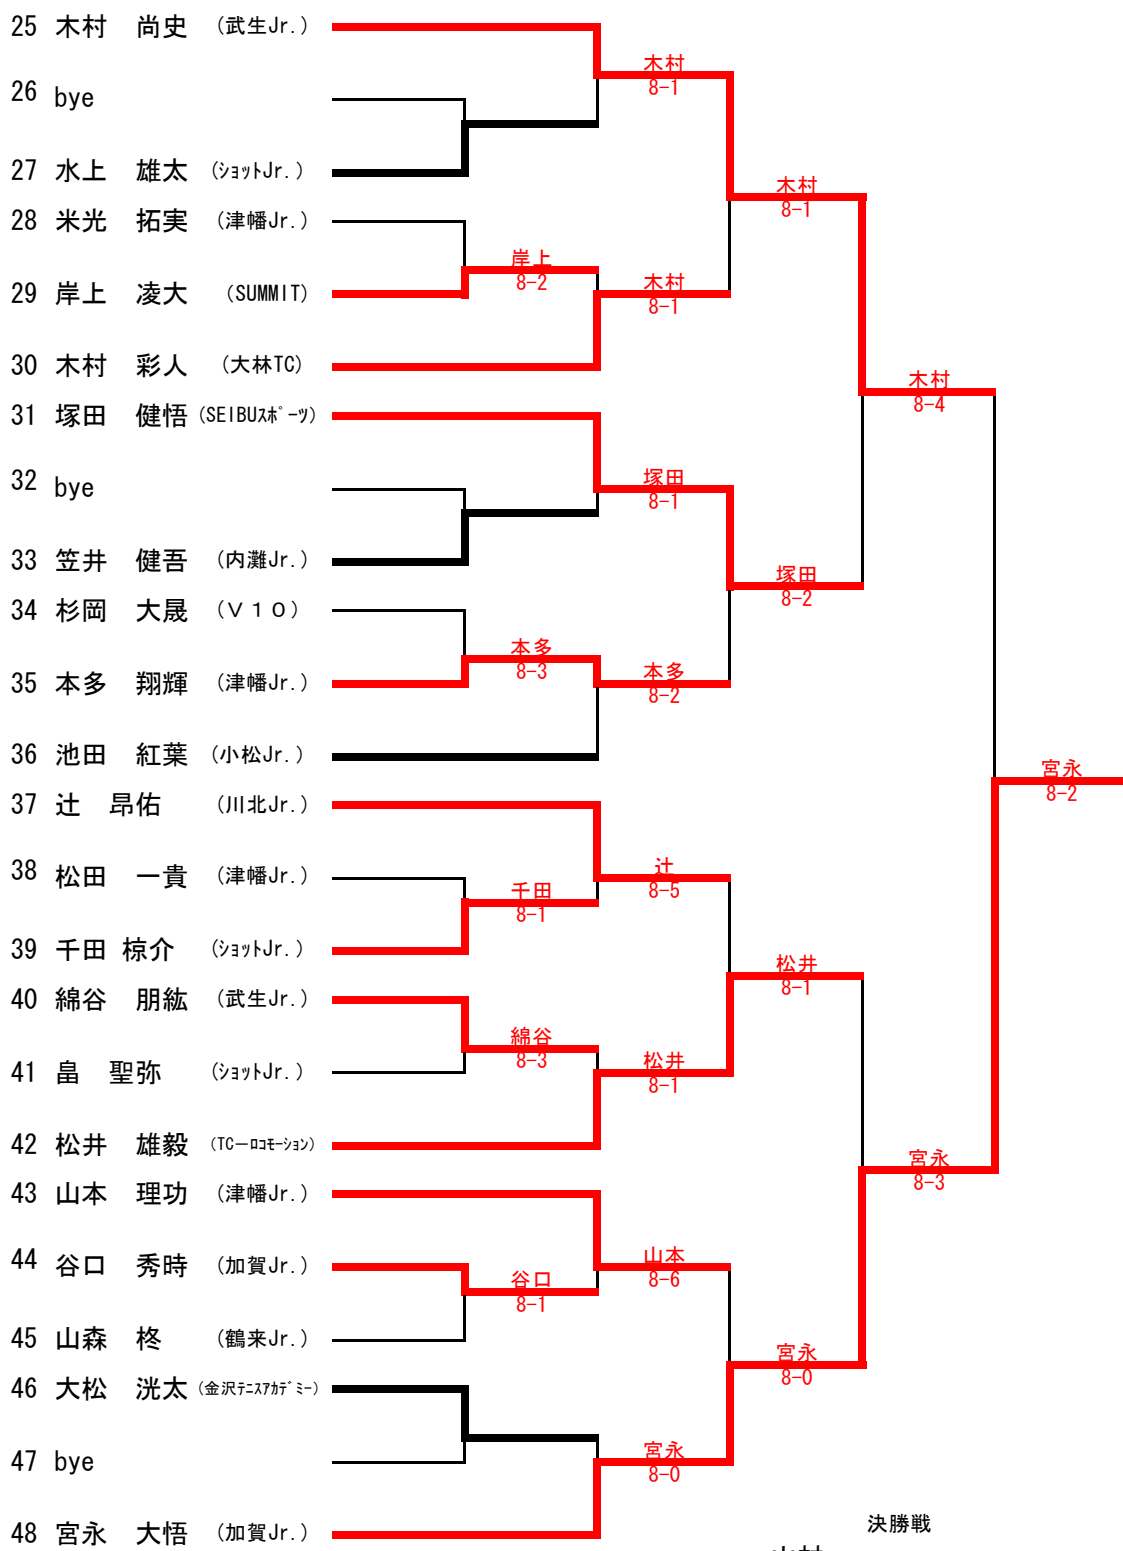 25 木村　尚史 （武生Jr.）
木村
8-1
26 bye
27 水上　雄太 （ショットJr.）
木村
8-1
28 米光　拓実 （津幡Jr.）
岸上
8-2
木村
8-1
29 岸上　凌大 （SUMMIT）
30 木村　彩人 （大林TC）
木村
8-4
31 塚田　健悟 （SEIBUスポーツ）
32 bye
塚田
8-1
33 笠井　健吾 （内灘Jr.）
塚田
8-2
34 杉岡　大晟 （Ｖ１０）
本多
8-3
35 本多　翔輝 （津幡Jr.）
本多
8-2
36 池田　紅葉 （小松Jr.）
宮永
8-2
37 辻　昂佑 （川北Jr.）
38 松田　一貴 （津幡Jr.）
辻
8-5
千田
8-1
39 千田 椋介 （ショットJr.）
松井
8-1
40 綿谷　朋紘 （武生Jr.）
綿谷
8-3
41 畠　聖弥 （ショットJr.）
松井
8-1
42 松井　雄毅 （TC－ロコモーション）
宮永
8-3
43 山本　理功 （津幡Jr.）
44 谷口　秀時 （加賀Jr.）
山本
8-6
谷口
8-1
45 山森　柊 （鶴来Jr.）
宮永
8-0
46 大松　洸太 （金沢テニスアカデミー）
47 bye
宮永
8-0
48 宮永　大悟 （加賀Jr.）
決勝戦